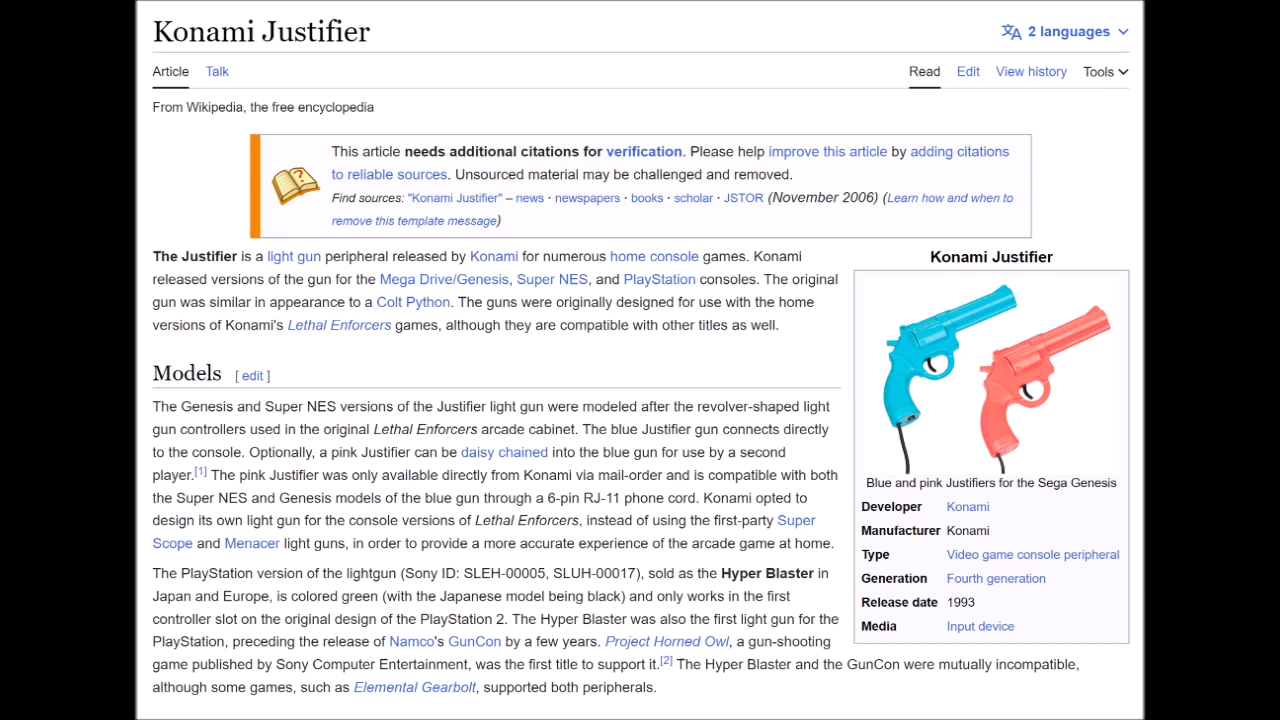 Konami Justifier
2 languages
Article Talk
Read Edit View history Tools
From Wikipedia, the free encyclopedia
This article needs additional citations for verification. Please help improve this article by adding citations
to reliable sources. Unsourced material may be challenged and removed.
Find sources: "Konami Justifier" – news · newspapers · books · scholar · JSTOR (November 2006) (Learn how and when to
remove this template message)
The Justifier is a light gun peripheral released by Konami for numerous home console games. Konami
released versions of the gun for the Mega Drive/Genesis, Super NES, and PlayStation consoles. The original
gun was similar in appearance to a Colt Python. The guns were originally designed for use with the home
versions of Konami's Lethal Enforcers games, although they are compatible with other titles as well.
Models [ edit ]
The Genesis and Super NES versions of the Justifier light gun were modeled after the revolver-shaped light
gun controllers used in the original Lethal Enforcers arcade cabinet. The blue Justifier gun connects directly
to the console. Optionally, a pink Justifier can be daisy chained into the blue gun for use by a second
player.[1] The pink Justifier was only available directly from Konami via mail-order and is compatible with both
the Super NES and Genesis models of the blue gun through a 6-pin RJ-11 phone cord. Konami opted to
design its own light gun for the console versions of Lethal Enforcers, instead of using the first-party Super
Scope and Menacer light guns, in order to provide a more accurate experience of the arcade game at home.
The PlayStation version of the lightgun (Sony ID: SLEH-00005, SLUH-00017), sold as the Hyper Blaster in
Japan and Europe, is colored green (with the Japanese model being black) and only works in the first
controller slot on the original design of the PlayStation 2. The Hyper Blaster was also the first light gun for the
PlayStation, preceding the release of Namco's GunCon by a few years. Project Horned Owl, a gun-shooting
game published by Sony Computer Entertainment, was the first title to support it.[2] The Hyper Blaster and the GunCon were mutually incompatible,
although some games, such as Elemental Gearbolt, supported both peripherals.
Konami Justifier
Blue and pink Justifiers for the Sega Genesis
Developer Konami
Manufacturer Konami
Type Video game console peripheral
Generation Fourth generation
Release date 1993
Media Input device